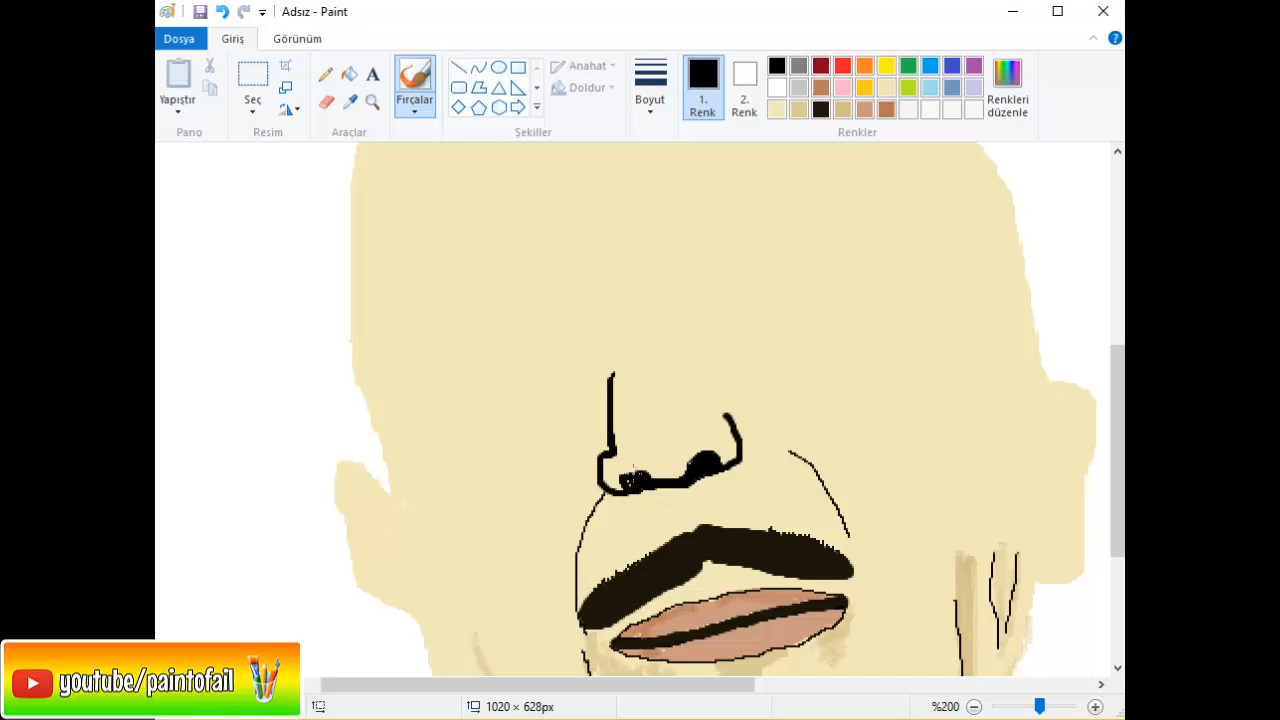 Adsız - Paint
Dosya
Giriş
Görünüm
Yapıştır
Seç
A
Fırçalar
Anahat
Doldur
Boyut
1.
Renk
2.
Renk
Renkleri
düzenle
Pano
Resim
Araçlar
Şekiller
Renkler
youtube/paintofail
1020 × 628px
%200